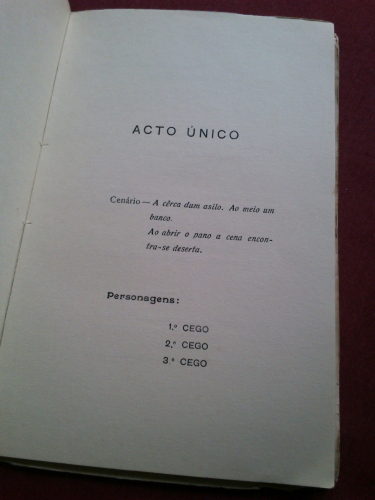 ACTO ÚNICO
Cenário — A cêrca dum asilo. Ao meio um
banco.
Ao abrir o pano a cena encon-
tra-se deserta.
Personagens:
1.º CEGO
2.º CEGO
3.º CEGO